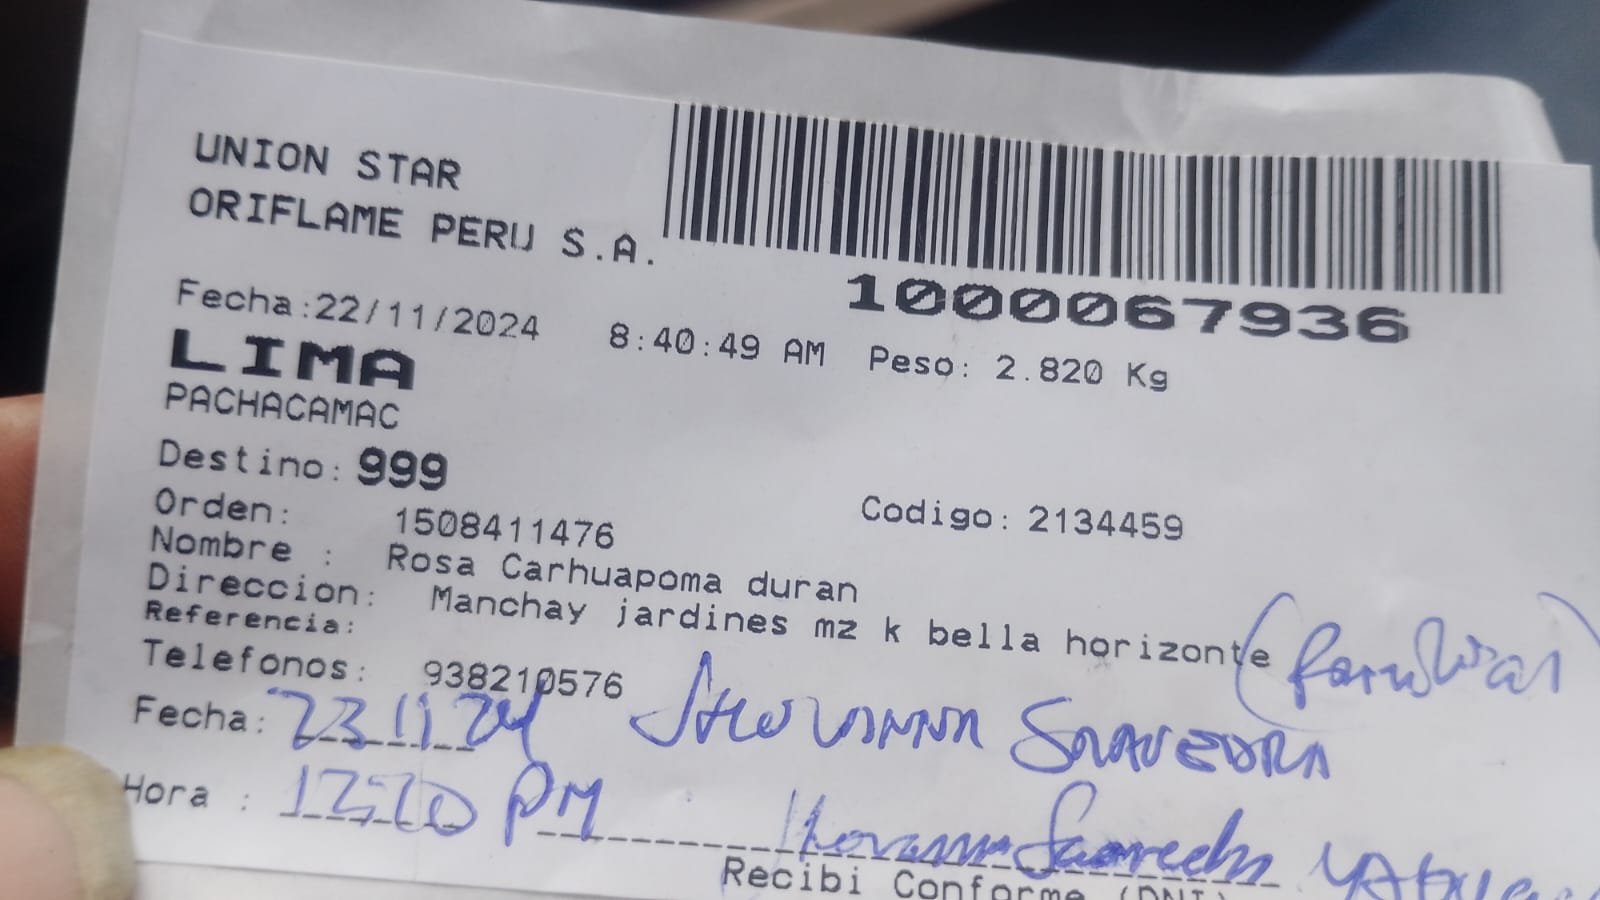 UNION STAR
ORIFLAME PERU S.A.
1000067936
Fecha:22/11/2024 8:40:49 AM Peso: 2.820 Kg
LIMA
PACHACAMAC
Destino: 999
Orden: 1508411476 Codigo: 2134459
Nombre : Rosa Carhuapoma duran
Direccion: Manchay jardines mz k bella horizonte
Referencia:
Telefonos: 938210576
Fecha: 23 11 24 SAAVEDRA
Hora : PM
Recibi Conforme (DNI)